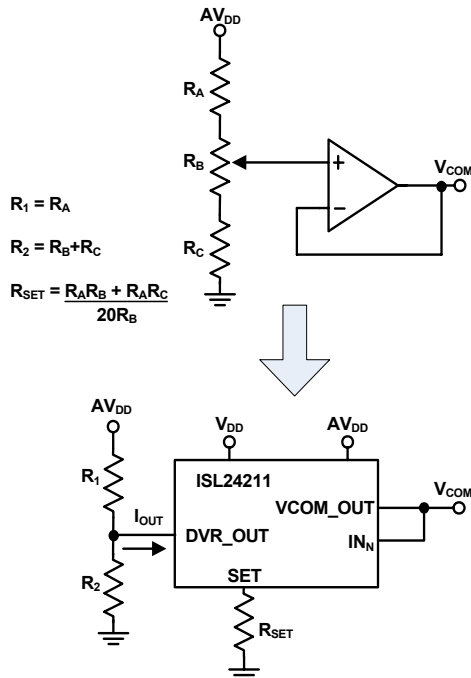 AVDD
RA
RB
+
−
VCOM
RC
R1 = RA
R2 = RB+RC
RSET = RARB + RARC
20RB
AVDD
VDD
AVDD
R1
ISL24211
VCOM_OUT
VCOM
IOUT
DVR_OUT
INN
R2
SET
RSET